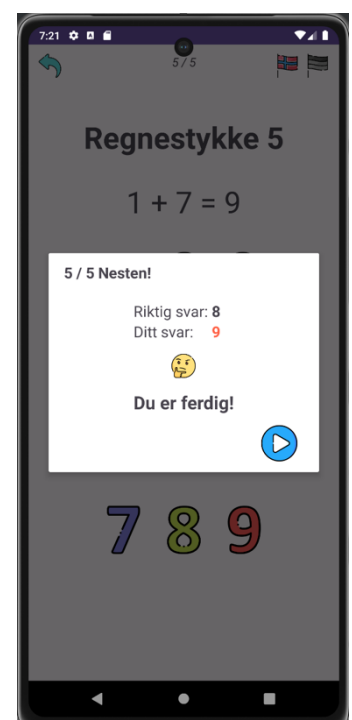 7:21
5 / 5
Regnestykke 5
1 + 7 = 9
5 / 5 Nesten!
Riktig svar: 8
Ditt svar: 9
Du er ferdig!
7 8 9